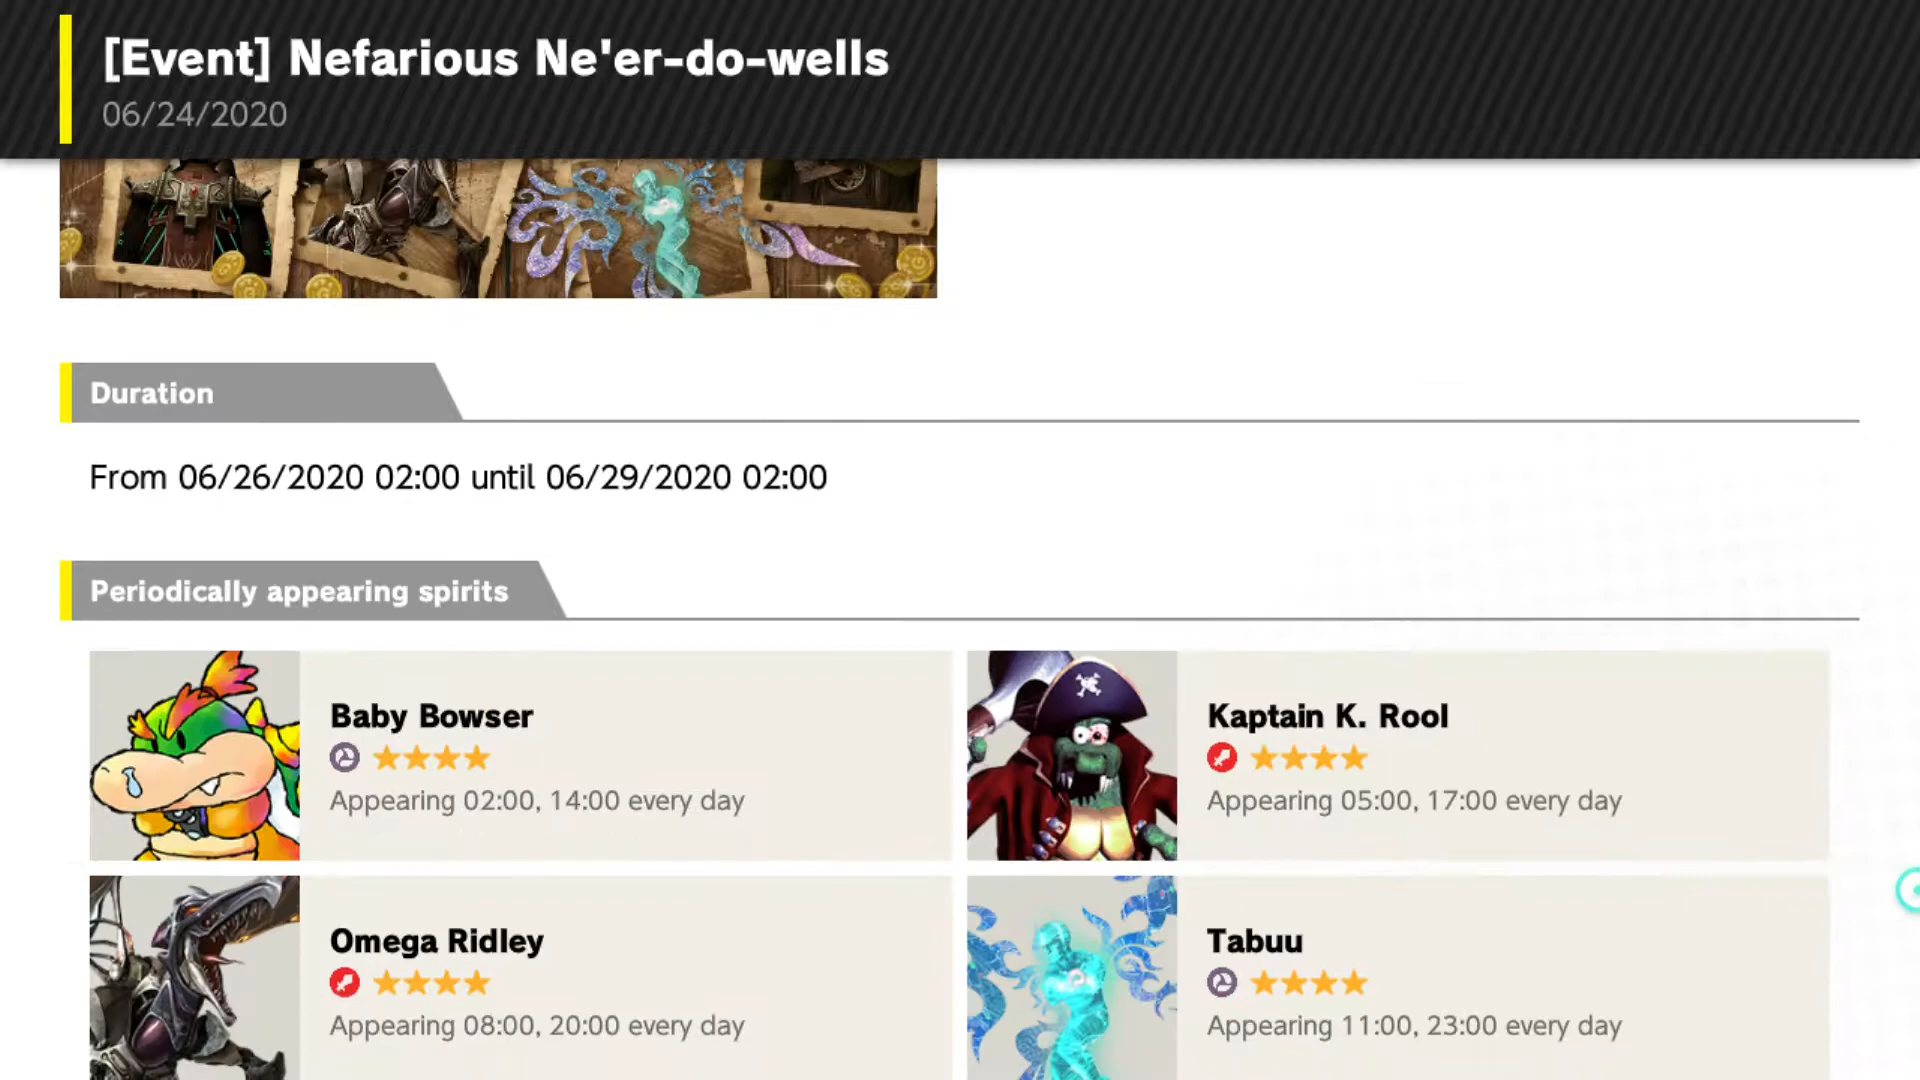 [Event] Nefarious Ne'er-do-wells
06/24/2020
Duration
From 06/26/2020 02:00 until 06/29/2020 02:00
Periodically appearing spirits
Baby Bowser
★★★★
Appearing 02:00, 14:00 every day
Kaptain K. Rool
★★★★
Appearing 05:00, 17:00 every day
Omega Ridley
★★★★
Appearing 08:00, 20:00 every day
Tabuu
★★★★
Appearing 11:00, 23:00 every day